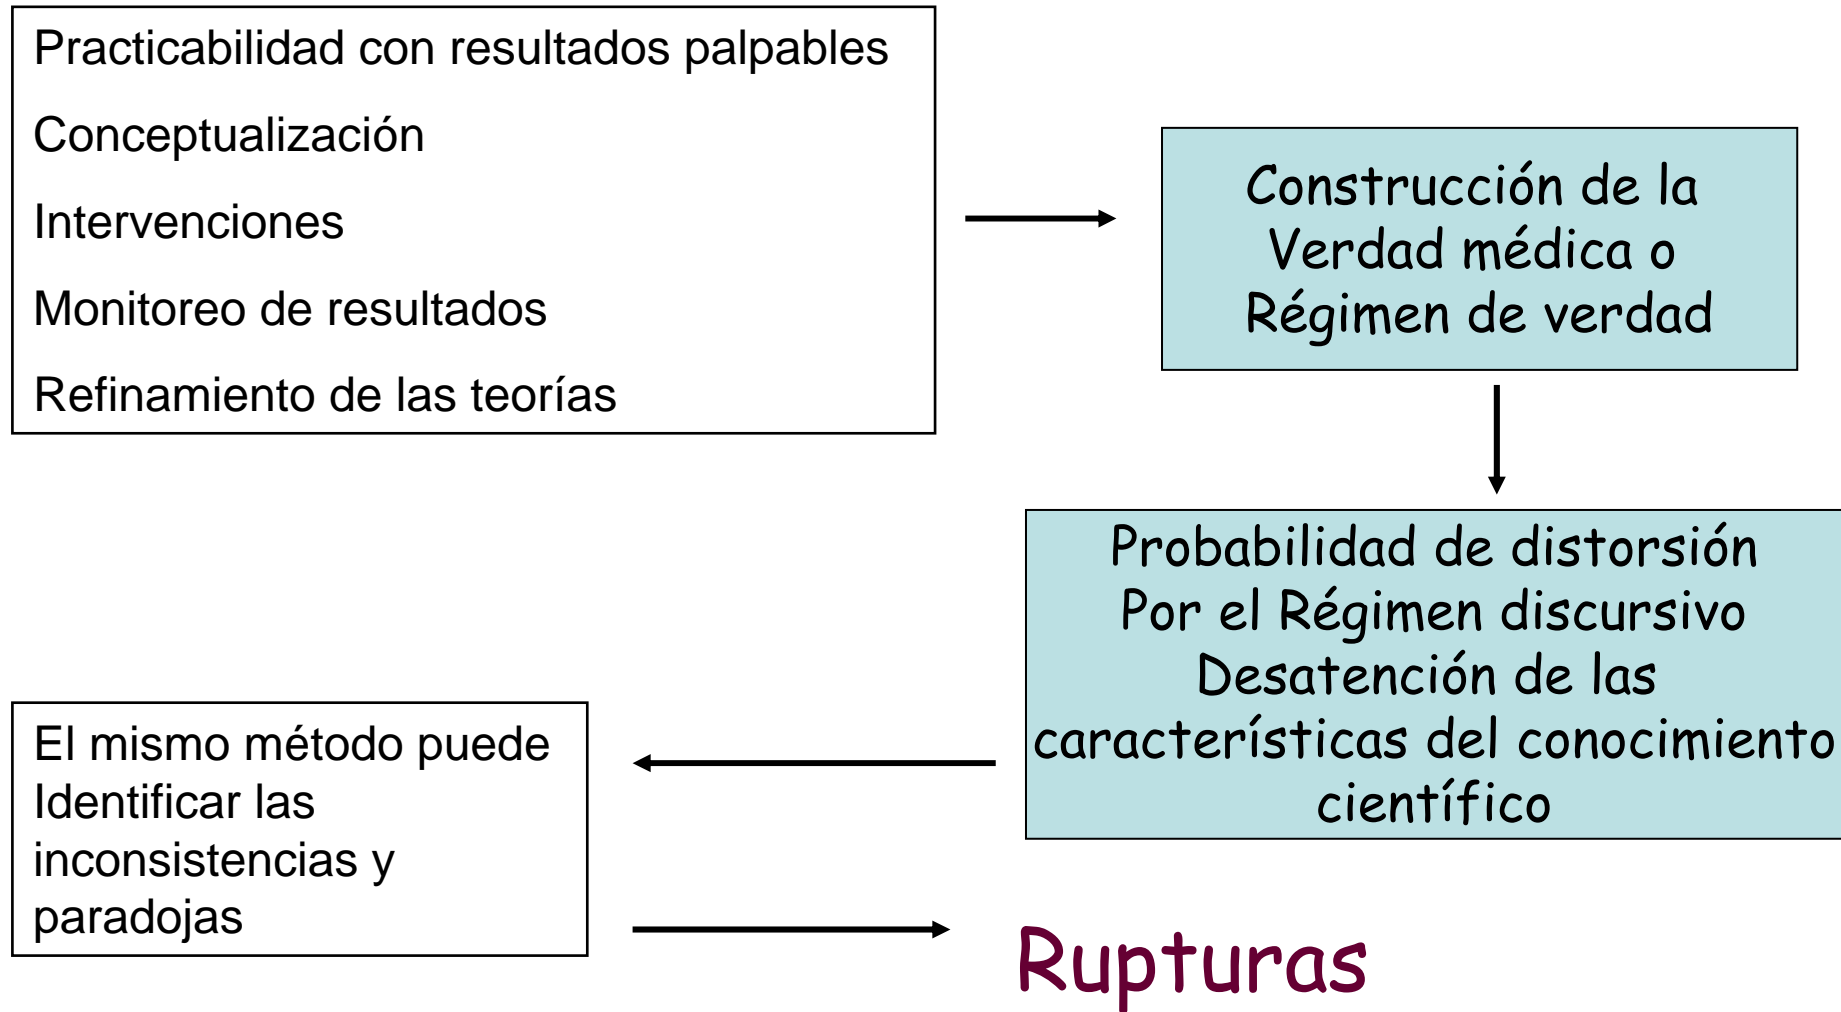 Practicabilidad con resultados palpables
Conceptualización
Intervenciones
Monitoreo de resultados
Refinamiento de las teorías
Construcción de la
Verdad médica o
Régimen de verdad
Probabilidad de distorsión
Por el Régimen discursivo
Desatención de las
características del conocimiento
científico
El mismo método puede
Identificar las
inconsistencias y
paradojas
Rupturas